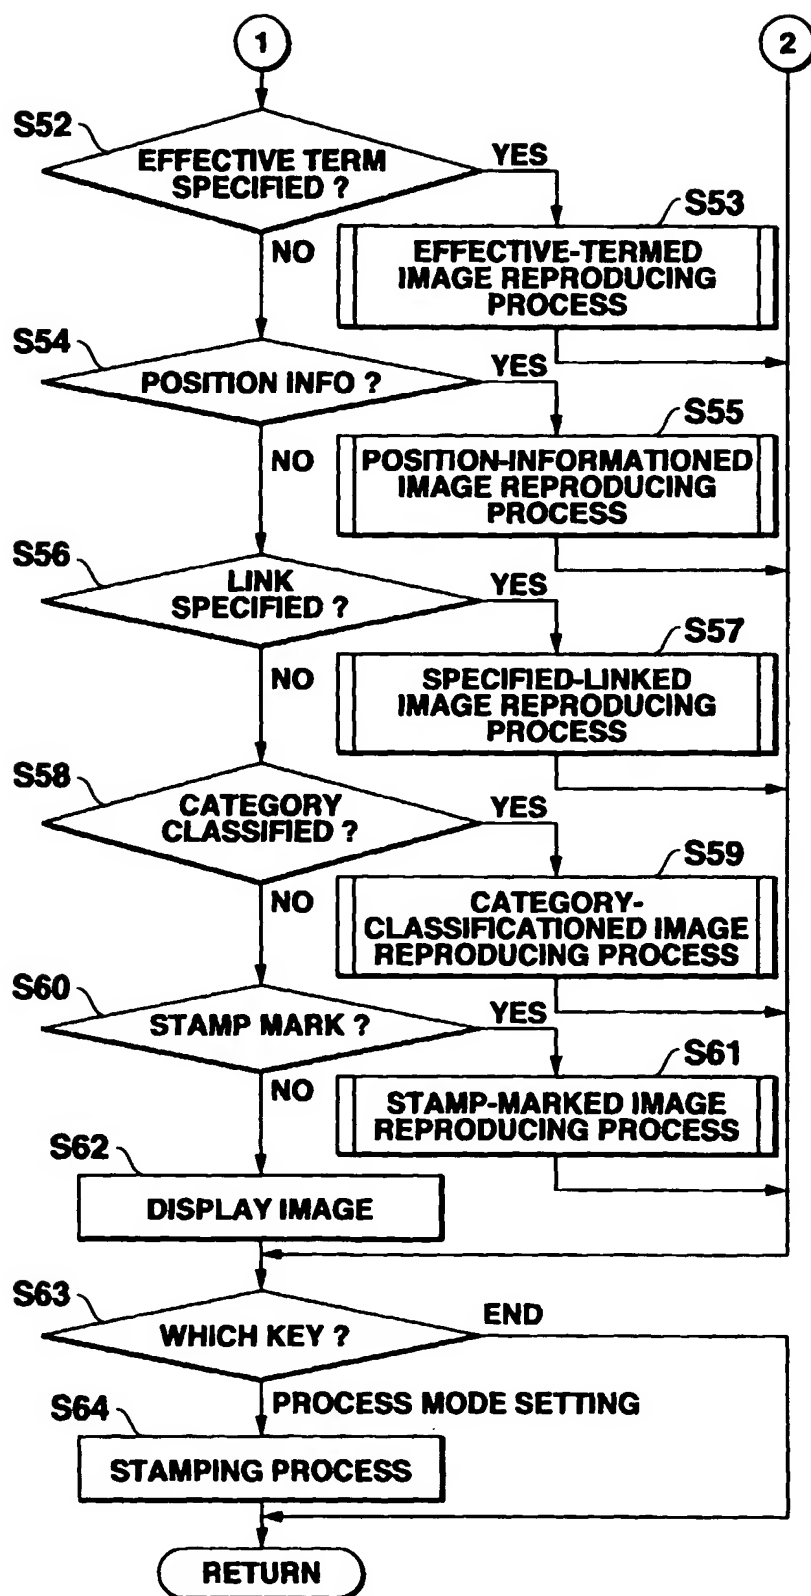 1
2
S52
EFFECTIVE TERM
SPECIFIED ?
YES
NO
S53
EFFECTIVE-TERMED
IMAGE REPRODUCING
PROCESS
S54
POSITION INFO ?
YES
NO
S55
POSITION-INFORMATIONED
IMAGE REPRODUCING
PROCESS
S56
LINK
SPECIFIED ?
YES
NO
S57
SPECIFIED-LINKED
IMAGE REPRODUCING
PROCESS
S58
CATEGORY
CLASSIFIED ?
YES
NO
S59
CATEGORY-
CLASSIFICATIONED IMAGE
REPRODUCING PROCESS
S60
STAMP MARK ?
YES
NO
S61
STAMP-MARKED IMAGE
REPRODUCING PROCESS
S62
DISPLAY IMAGE
S63
WHICH KEY ?
END
PROCESS MODE SETTING
S64
STAMPING PROCESS
RETURN